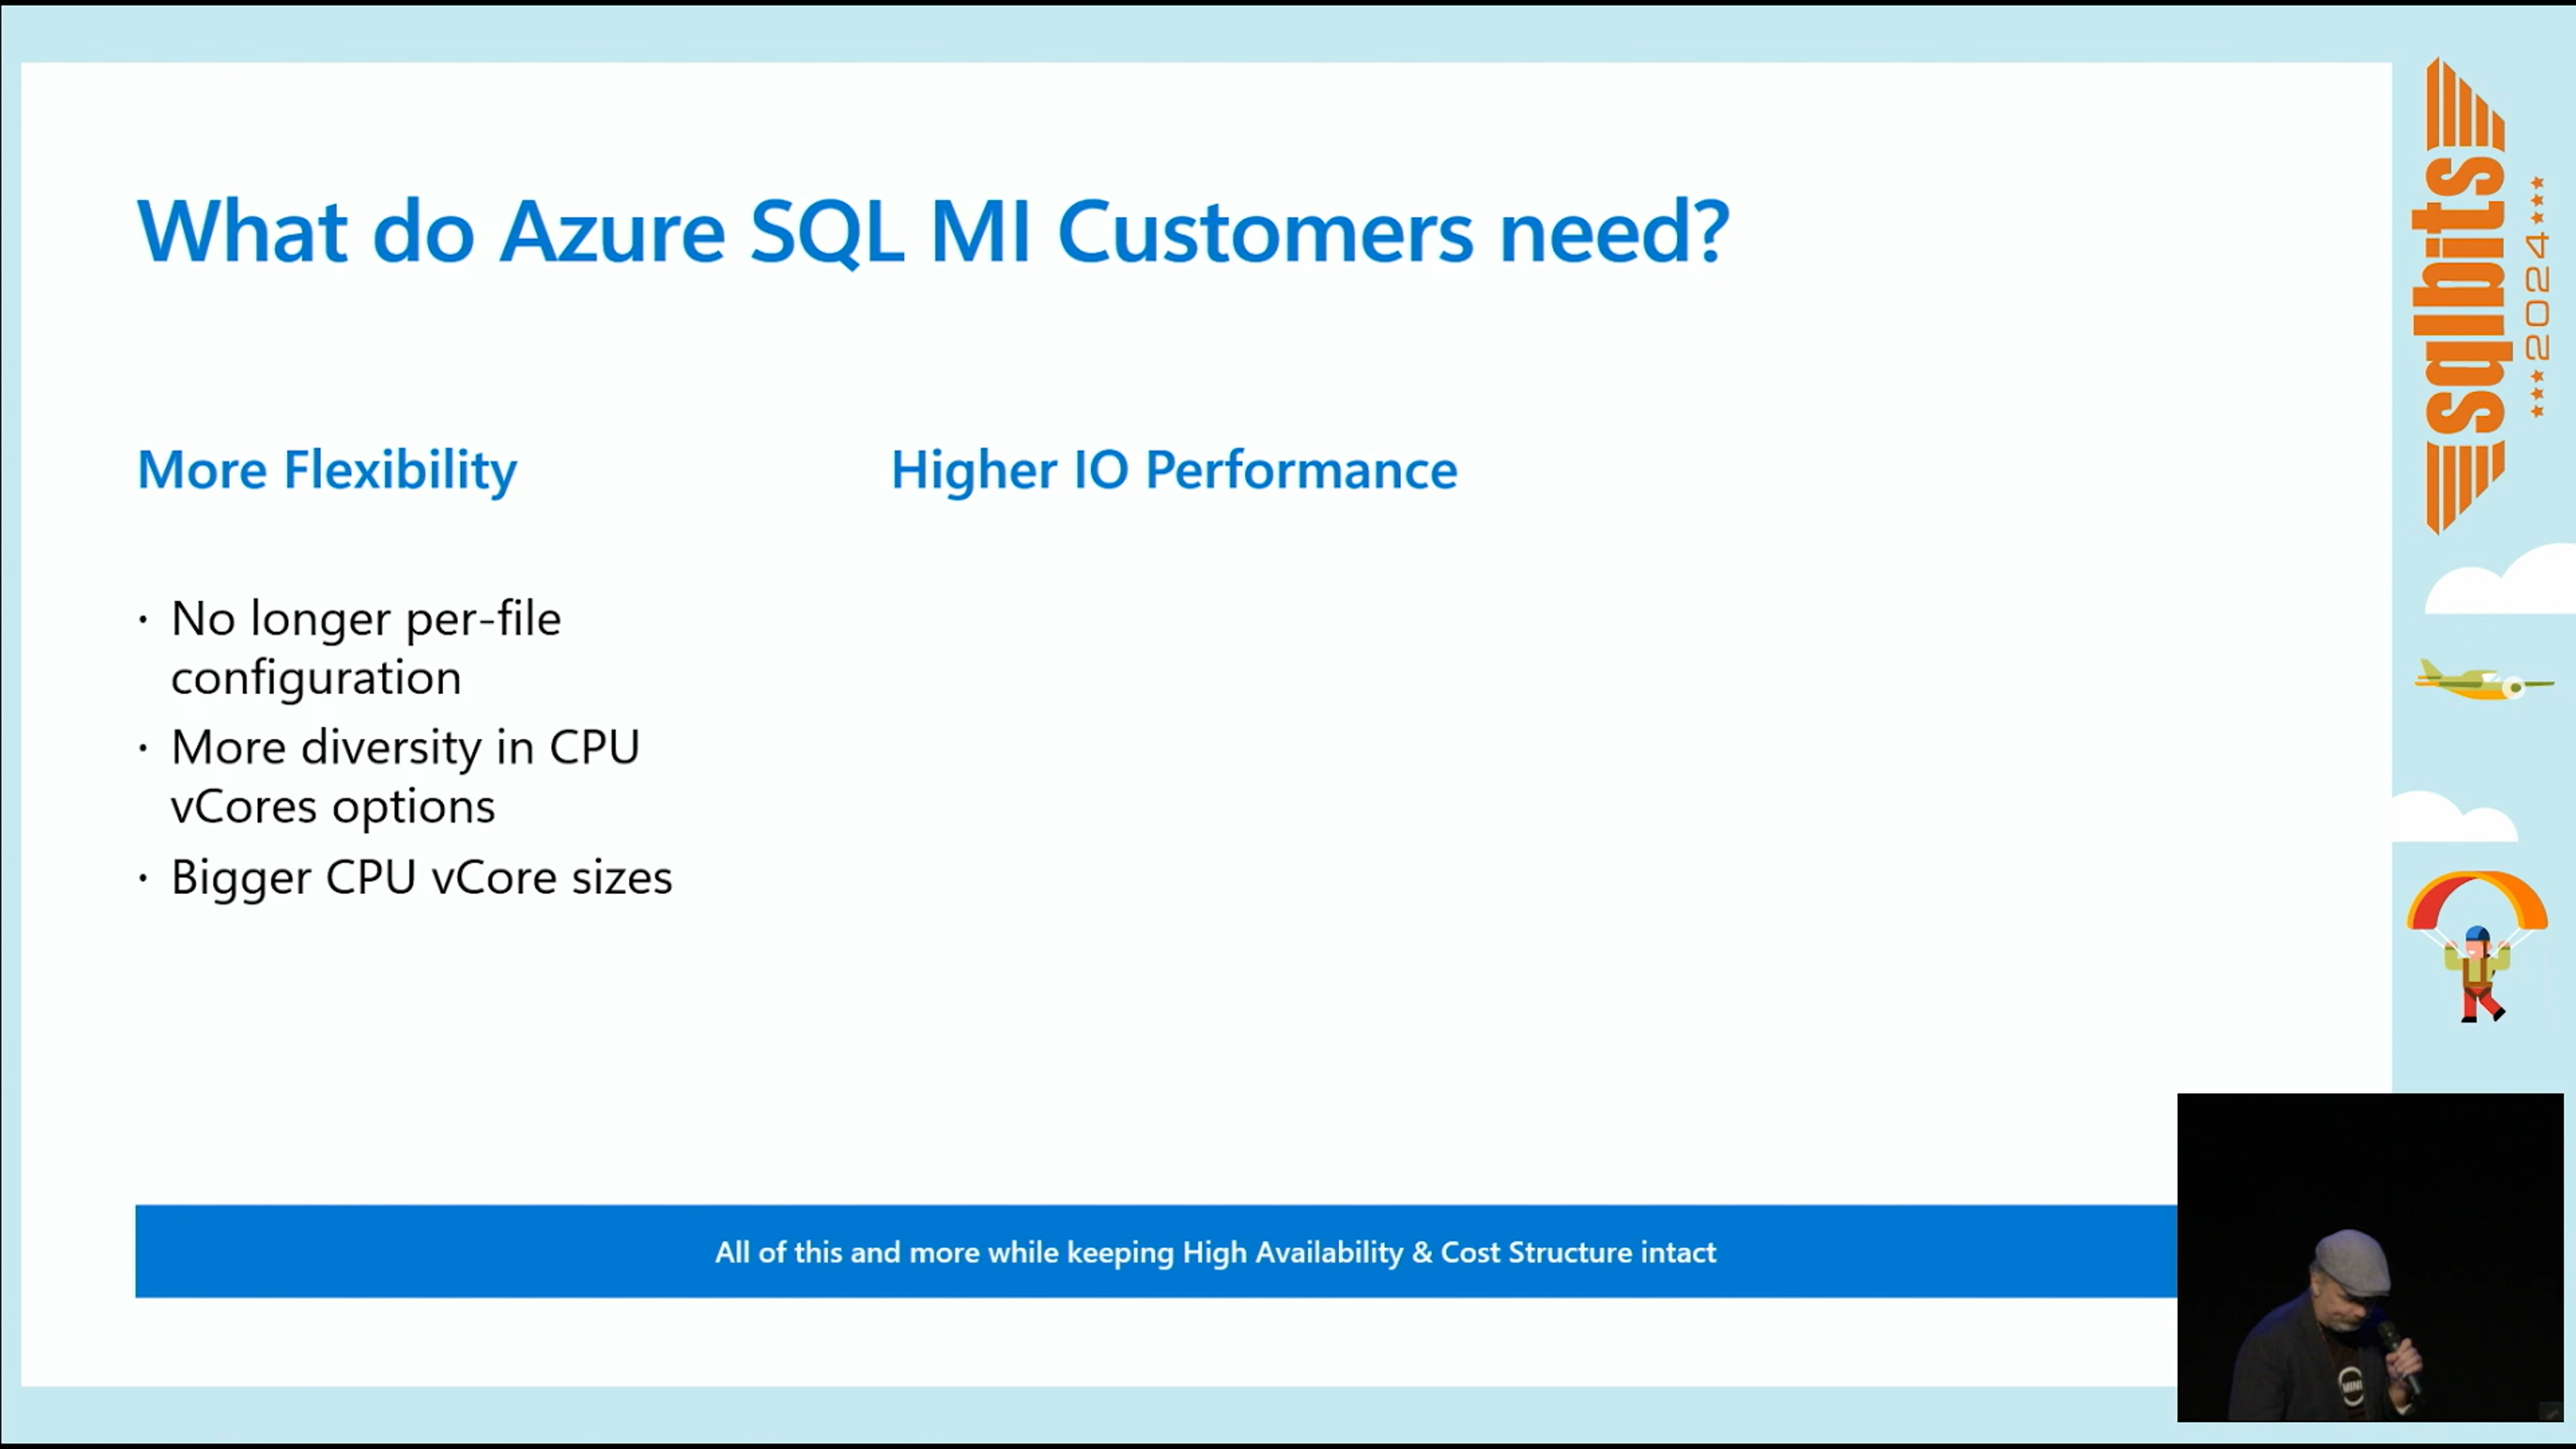 What do Azure SQL MI Customers need?
More Flexibility
Higher IO Performance
· No longer per-file
configuration
· More diversity in CPU
vCores options
· Bigger CPU vCore sizes
All of this and more while keeping High Availability & Cost Structure intact
sqlbits
2024
MINI